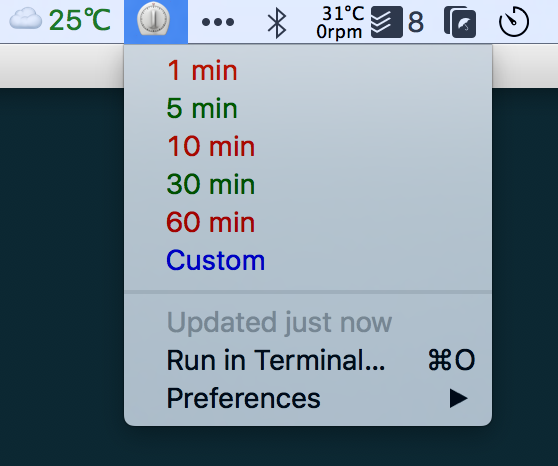 25℃
•••
31°C
0rpm
8
1 min
5 min
10 min
30 min
60 min
Custom
Updated just now
Run in Terminal... ⌘O
Preferences ▶